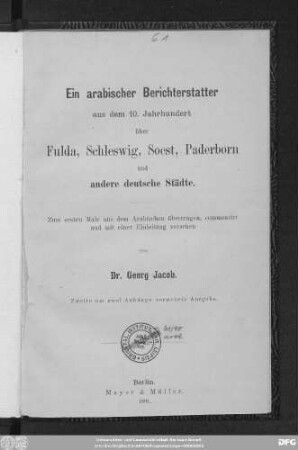 Ein arabischer Berichterstatter
aus dem 10. Jahrhundert
über
Fulda, Schleswig, Soest, Paderborn
und
andere deutsche Städte.
Zum ersten Male aus dem Arabischen übertragen, commentirt
und mit einer Einleitung versehen
von
Dr. Georg Jacob.
Zweite um zwei Anhänge vermehrte Ausgabe.
Berlin.
Mayer & Müller.
DFG